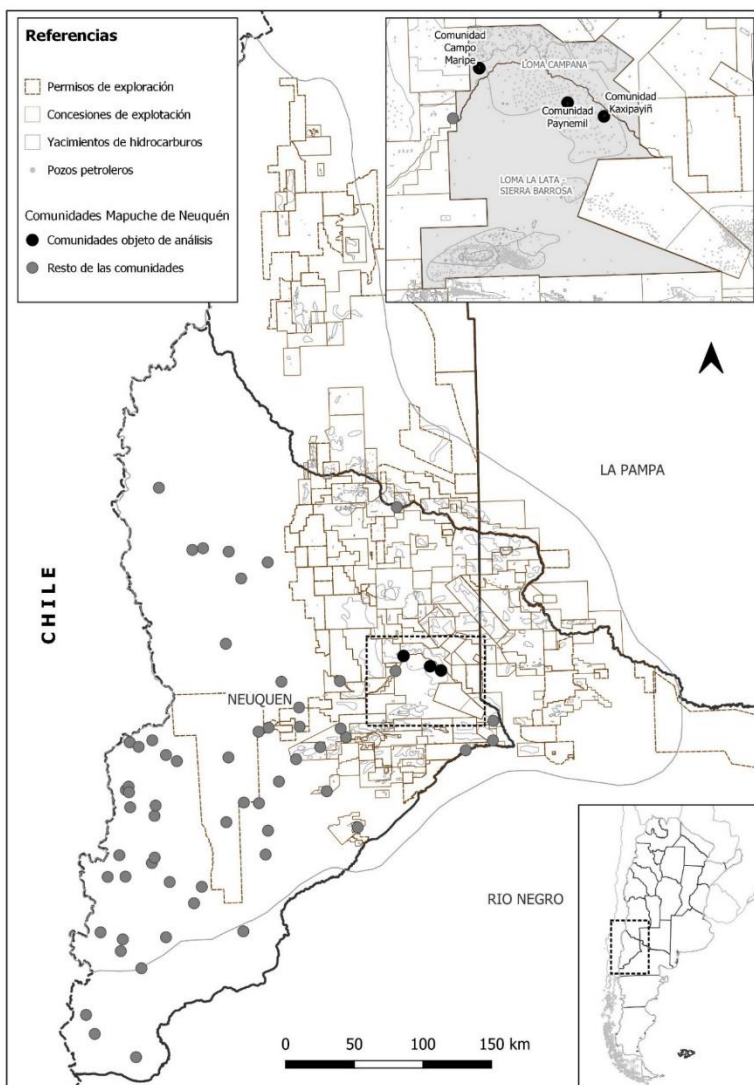 Referencias
Permisos de exploración
Concesiones de explotación
Yacimientos de hidrocarburos
Pozos petroleros
Comunidades Mapuche de Neuquén
Comunidades objeto de análisis
Resto de las comunidades
Comunidad
Campo
Maripe
LOMA CAMPANA
Comunidad
Kaxipayiñ
Comunidad
Paynemil
LOMA LA LATA -
SIERRA BARROSA
LA PAMPA
CHILE
NEUQUEN
RIO NEGRO
0 50 100 150 km